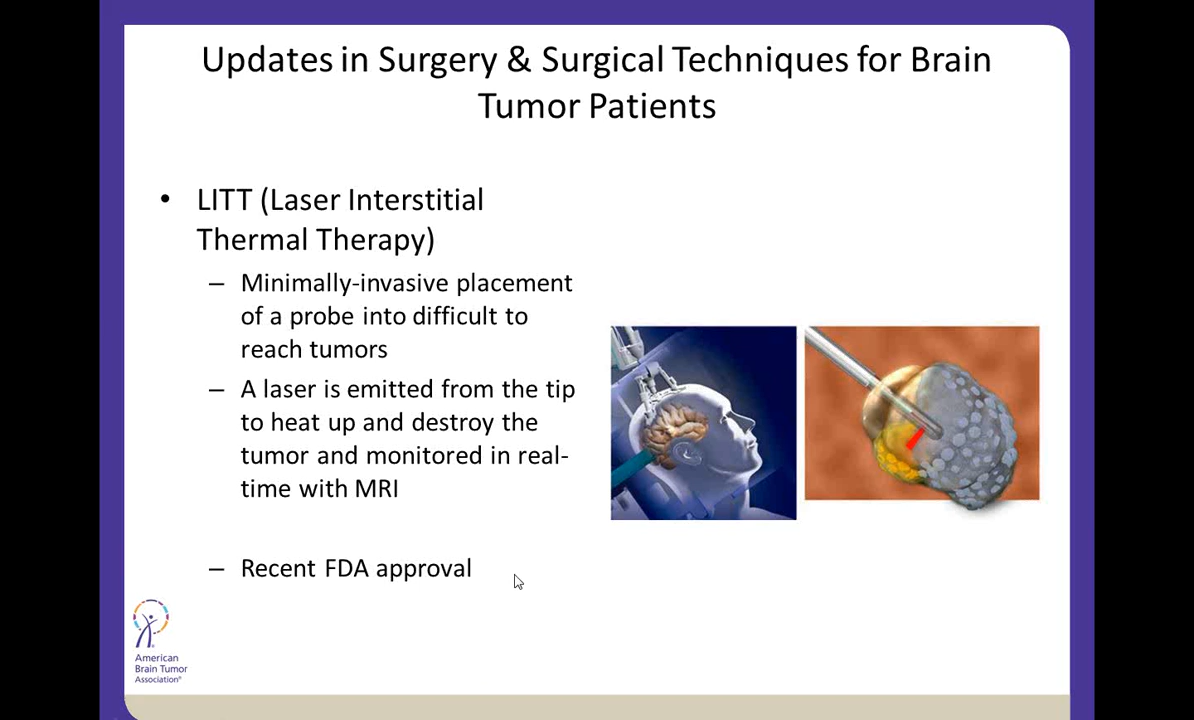 Updates in Surgery & Surgical Techniques for Brain
Tumor Patients
• LITT (Laser Interstitial
Thermal Therapy)
– Minimally-invasive placement
of a probe into difficult to
reach tumors
– A laser is emitted from the tip
to heat up and destroy the
tumor and monitored in real-
time with MRI
– Recent FDA approval
American
Brain Tumor
Association®